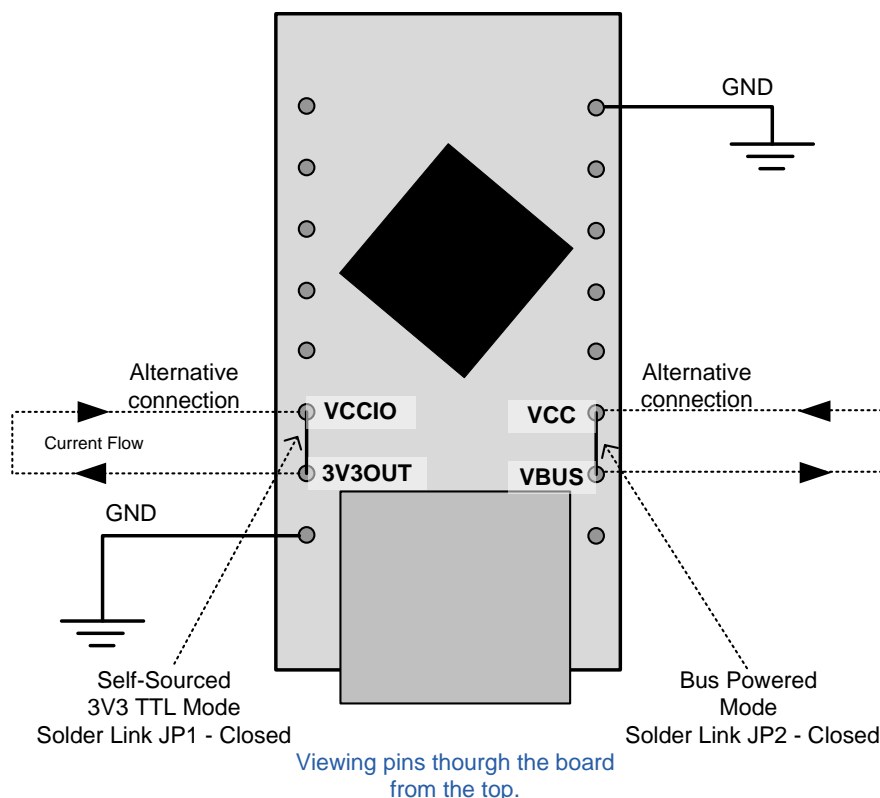 GND
Alternative
connection
Alternative
connection
VCCIO
VCC
Current Flow
3V3OUT
VBUS
GND
Self-Sourced
3V3 TTL Mode
Solder Link JP1 - Closed
Bus Powered
Mode
Solder Link JP2 - Closed
Viewing pins thourgh the board
from the top.